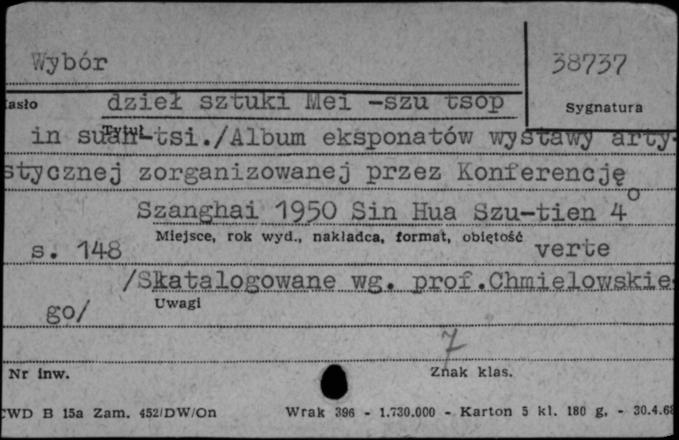 Wybór
38737
dzieł sztuki Mei -szu tsop
Sygnatura
Tytuł
in suan-tsi./Album eksponatów wystawy arty-
stycznej zorganizowanej przez Konferencję
Szanghai 1950 Sin Hua Szu-tien 4°
Miejsce, rok wyd., nakładca, format, objętość
s. 148 verte
/Skatalogowane wg. prof.Chmielowskie-
go/
Uwagi
7
Nr inw.
Znak klas.
CWD B 15a Zam. 452/DW/On Wrak 396 - 1.730.000 - Karton 5 kl. 180 g, - 30.4.68